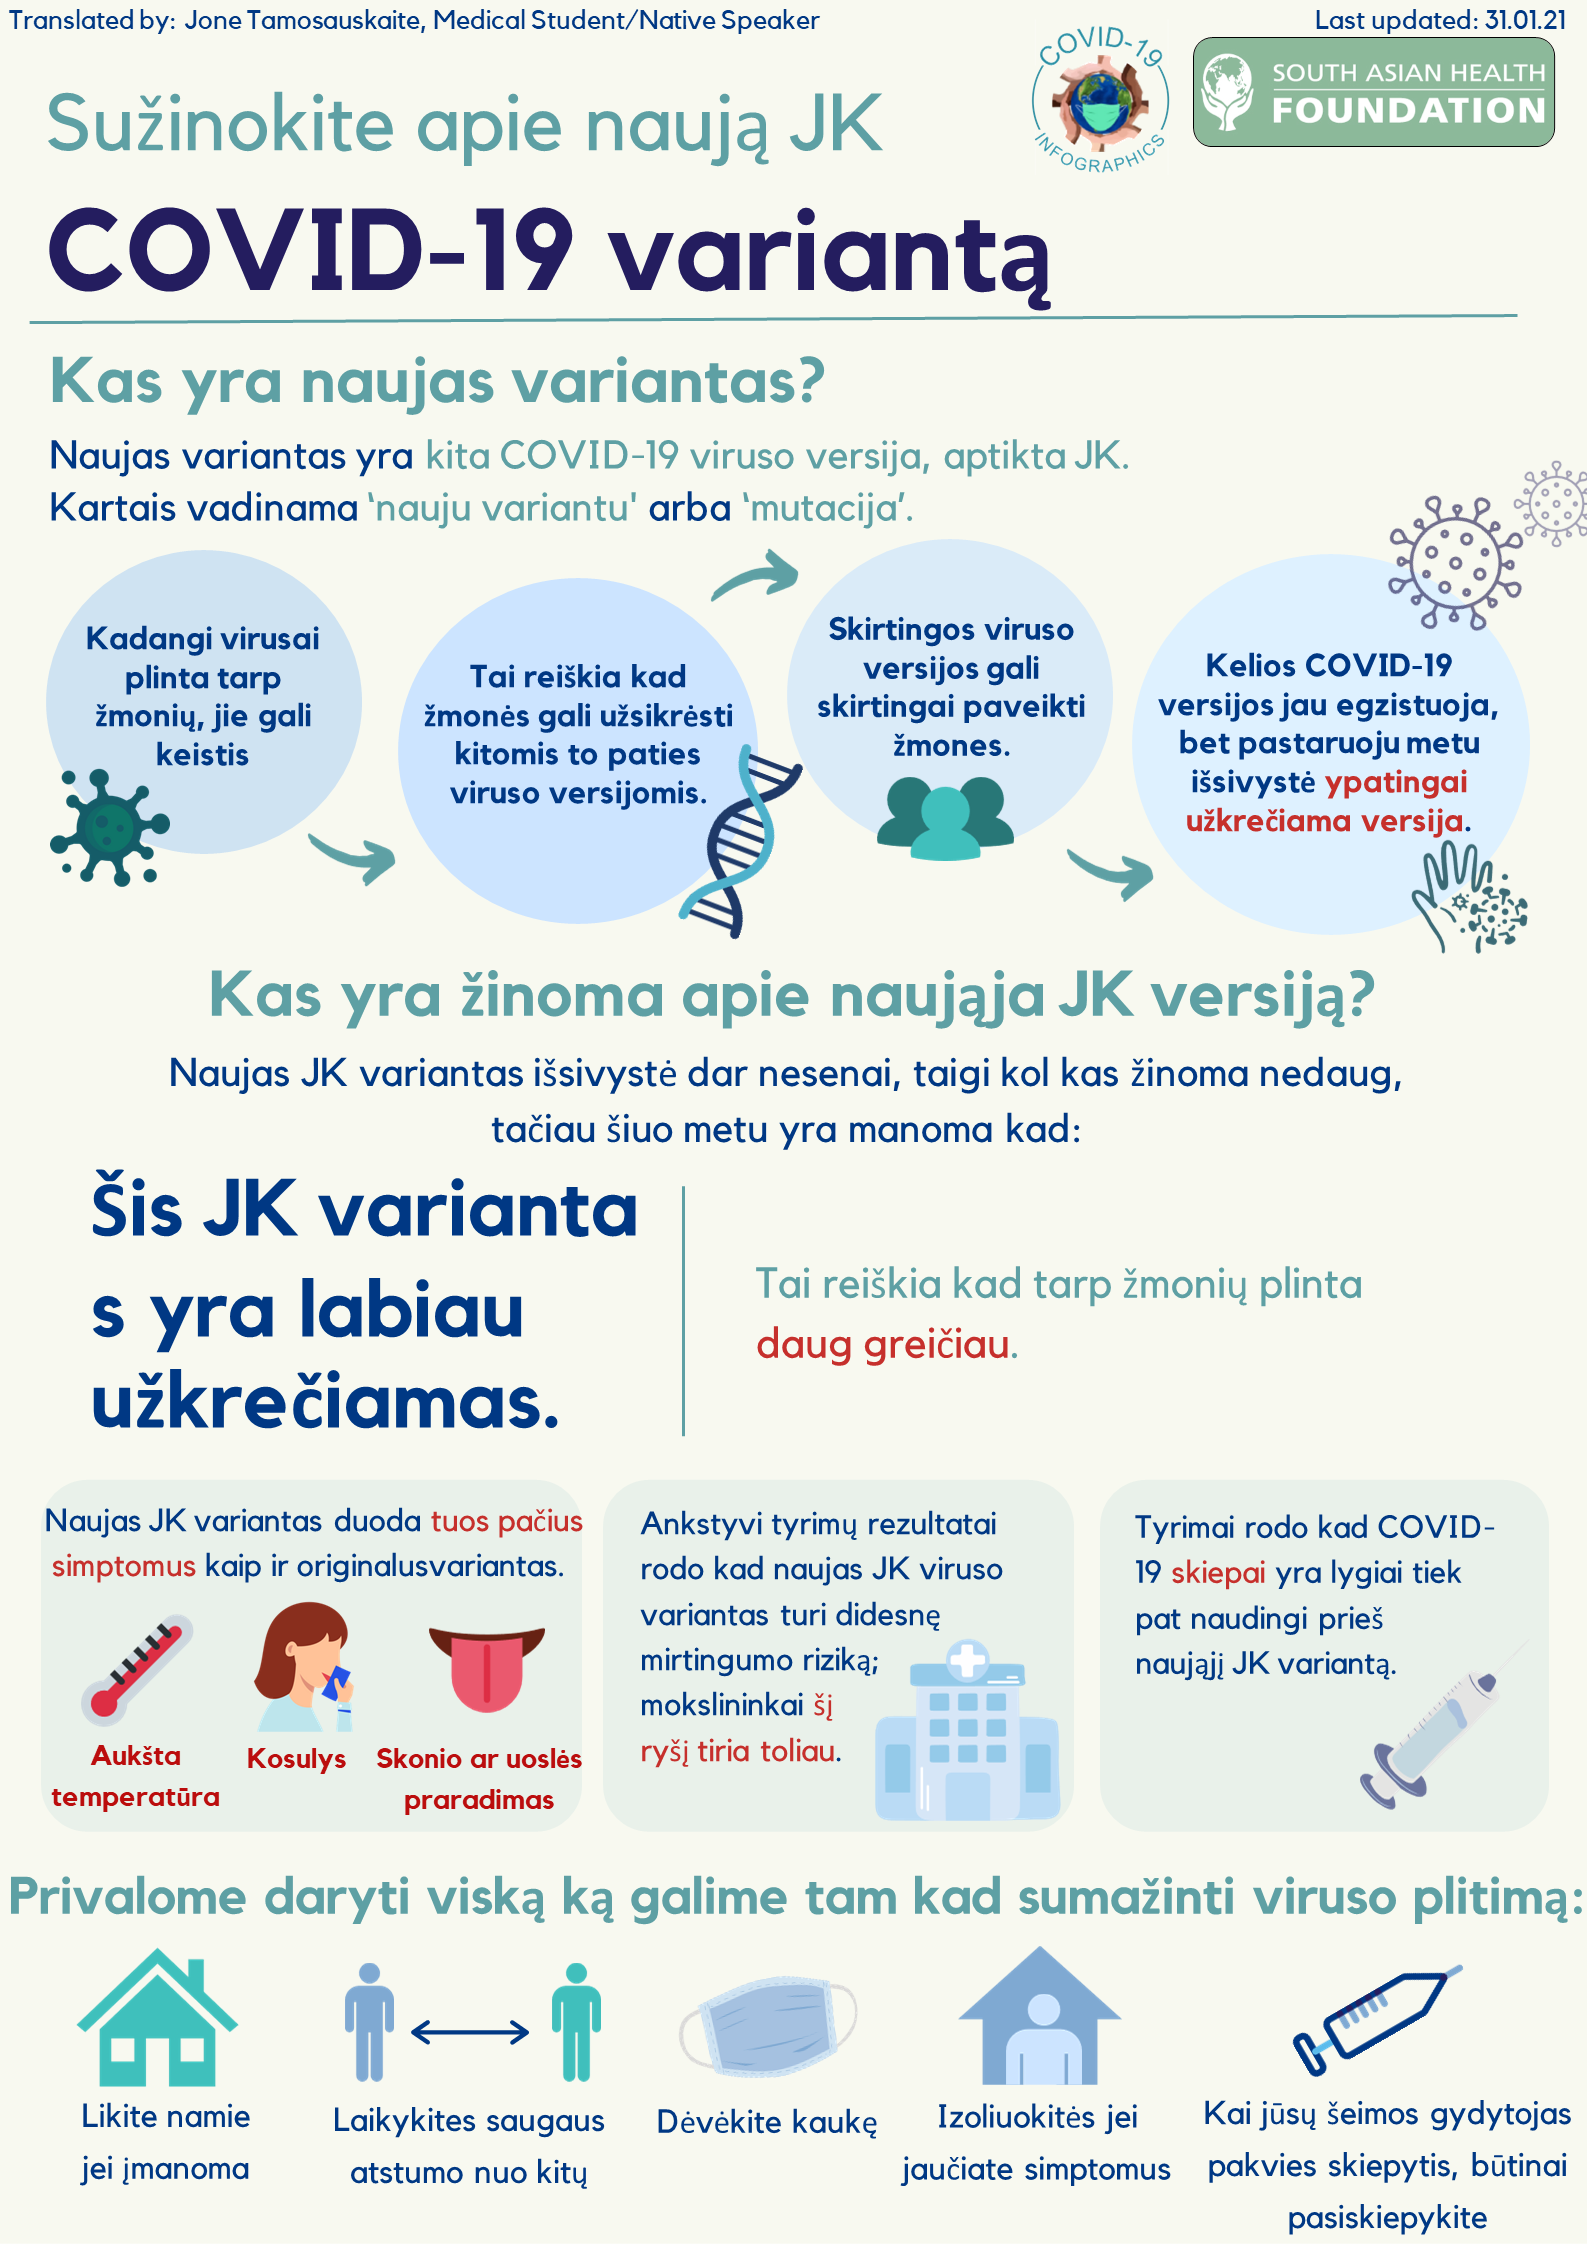 Translated by: Jone Tamosauskaite, Medical Student/Native Speaker
Last updated: 31.01.21
COVID-19
INFOGRAPHICS
SOUTH ASIAN HEALTH
FOUNDATION
Sužinokite apie naują JK
COVID-19 variantą
Kas yra naujas variantas?
Naujas variantas yra kita COVID-19 viruso versija, aptikta JK.
Kartais vadinama ‘nauju variantu' arba ‘mutacija’.
Kadangi virusai
plinta tarp
žmonių, jie gali
keistis
Tai reiškia kad
žmonės gali užsikrėsti
kitomis to paties
viruso versijomis.
Skirtingos viruso
versijos gali
skirtingai paveikti
žmones.
Kelios COVID-19
versijos jau egzistuoja,
bet pastaruoju metu
išsivystė ypatingai
užkrečiama versija.
Kas yra žinoma apie naująja JK versiją?
Naujas JK variantas išsivystė dar nesenai, taigi kol kas žinoma nedaug,
tačiau šiuo metu yra manoma kad:
Šis JK varianta
s yra labiau
užkrečiamas.
Tai reiškia kad tarp žmonių plinta
daug greičiau.
Naujas JK variantas duoda tuos pačius
simptomus kaip ir originalusvariantas.
Aukšta
temperatūra
Kosulys
Skonio ar uoslės
praradimas
Ankstyvi tyrimų rezultatai
rodo kad naujas JK viruso
variantas turi didesnę
mirtingumo riziką;
mokslininkai šį
ryšį tiria toliau.
Tyrimai rodo kad COVID-
19 skiepai yra lygiai tiek
pat naudingi prieš
naująjį JK variantą.
Privalome daryti viską ką galime tam kad sumažinti viruso plitimą:
Likite namie
jei įmanoma
Laikykites saugaus
atstumo nuo kitų
Dėvėkite kaukę
Izoliuokitės jei
jaučiate simptomus
Kai jūsų šeimos gydytojas
pakvies skiepytis, būtinai
pasiskiepykite